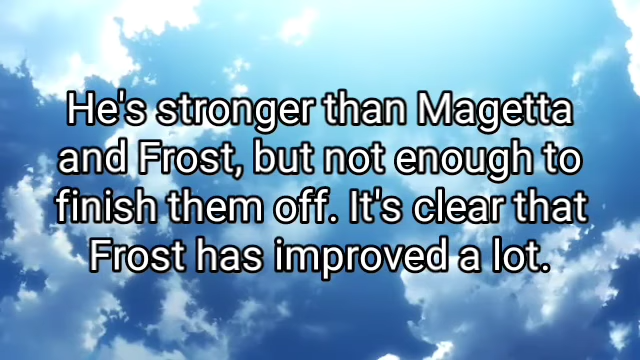 He's stronger than Magetta
and Frost, but not enough to
finish them off. It's clear that
Frost has improved a lot.